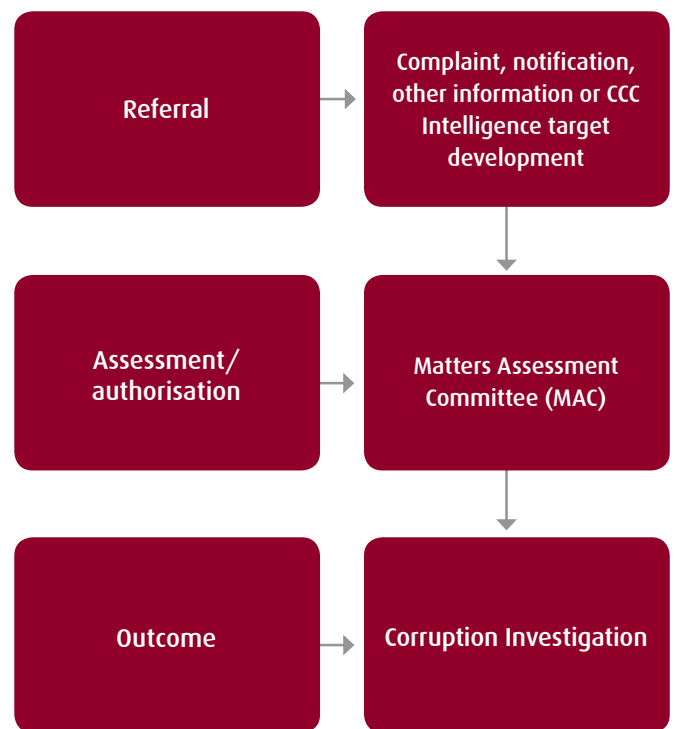 Referral
Complaint, notification,
other information or CCC
Intelligence target
development
Assessment/
authorisation
Matters Assessment
Committee (MAC)
Outcome
Corruption Investigation